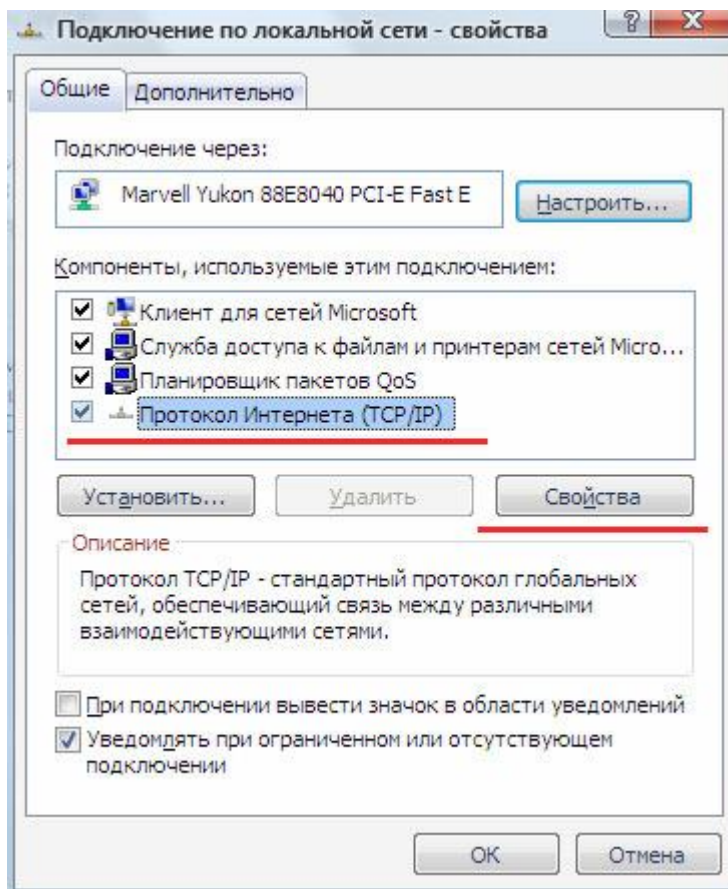 Подключение по локальной сети - свойства
Общие
Дополнительно
Подключение через:
Marvell Yukon 88E8040 PCI-E Fast E
Настроить...
Компоненты, используемые этим подключением:
Клиент для сетей Microsoft
Служба доступа к файлам и принтерам сетей Micro...
Планировщик пакетов QoS
Протокол Интернета (TCP/IP)
Установить...
Удалить
Свойства
Описание
Протокол TCP/IP - стандартный протокол глобальных
сетей, обеспечивающий связь между различными
взаимодействующими сетями.
При подключении вывести значок в области уведомлений
Уведомлять при ограниченном или отсутствующем
подключении
ОК
Отмена